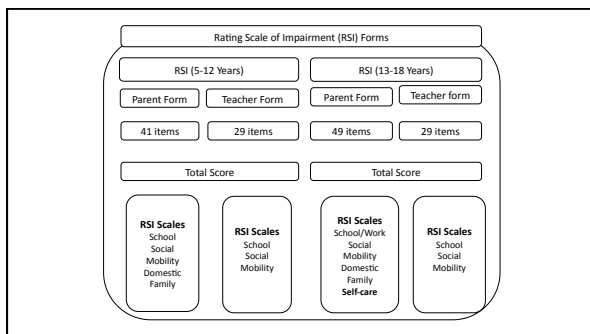 Rating Scale of Impairment (RSI) Forms
RSI (5-12 Years)
RSI (13-18 Years)
Parent Form
Teacher Form
Parent Form
Teacher form
41 items
29 items
49 items
29 items
Total Score
Total Score
RSI Scales
School
Social
Mobility
Domestic
Family
RSI Scales
School
Social
Mobility
RSI Scales
School/Work
Social
Mobility
Domestic
Family
Self-care
RSI Scales
School
Social
Mobility